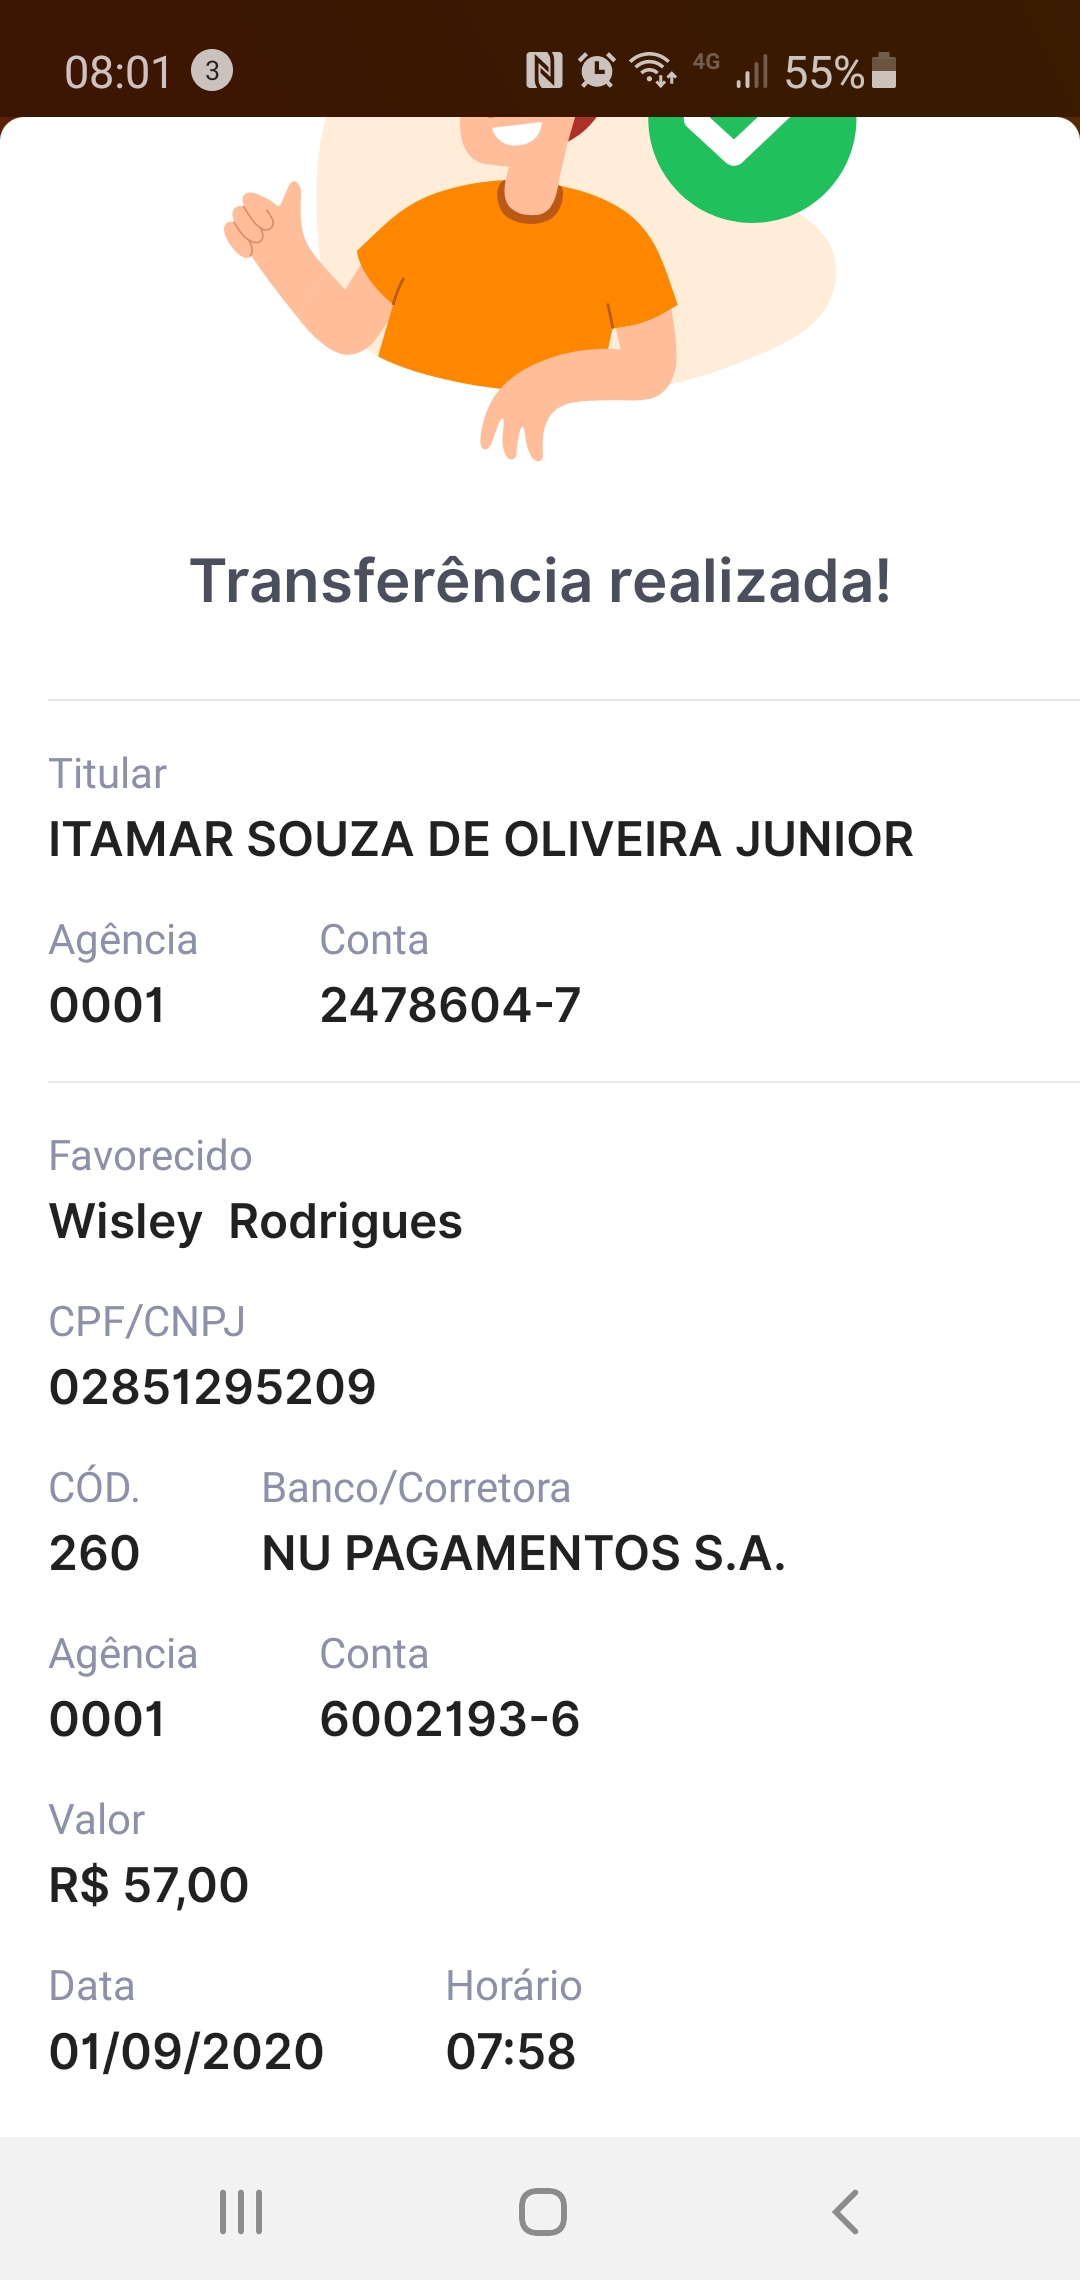 08:01 3 4G 55%
Transferência realizada!
Titular
ITAMAR SOUZA DE OLIVEIRA JUNIOR
Agência Conta
0001 2478604-7
Favorecido
Wisley  Rodrigues
CPF/CNPJ
02851295209
CÓD. Banco/Corretora
260 NU PAGAMENTOS S.A.
Agência Conta
0001 6002193-6
Valor
R$ 57,00
Data Horário
01/09/2020 07:58